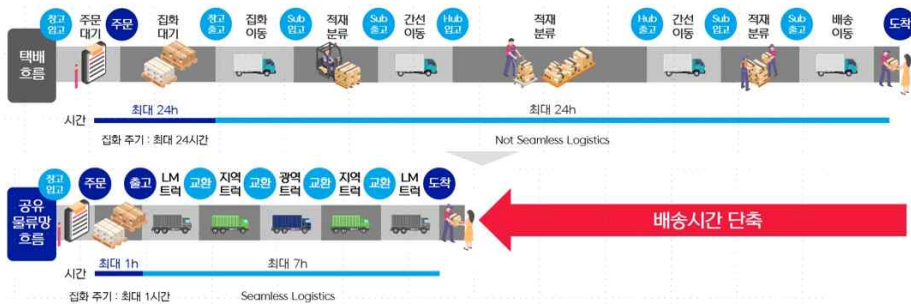 창고
입고
주문
대기
주문
집화
대기
창고
출고
집화
이동
Sub
입고
적재
분류
Sub
출고
간선
이동
Hub
입고
적재
분류
Hub
출고
간선
이동
Sub
입고
적재
분류
Sub
출고
배송
이동
도착
택배
흐름
시간
최대 24h
최대 24h
집화 주기 : 최대 24시간
Not Seamless Logistics
창고
입고
주문
출고
LM
트럭
교환
지역
트럭
교환
광역
트럭
교환
지역
트럭
교환
LM
트럭
도착
공유
물류망
흐름
배송시간 단축
시간
최대 1h
최대 7h
집화 주기 : 최대 1시간
Seamless Logistics